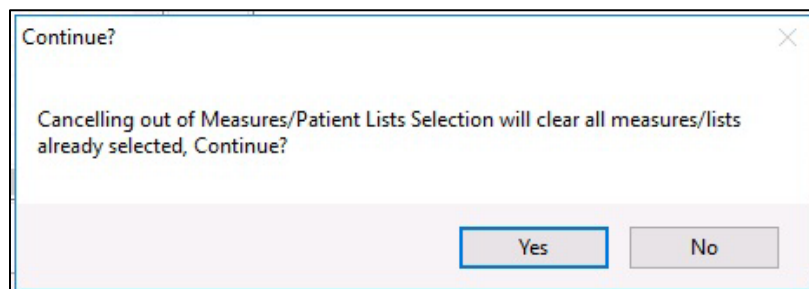 Continue?
Cancelling out of Measures/Patient Lists Selection will clear all measures/lists
already selected, Continue?
Yes
No